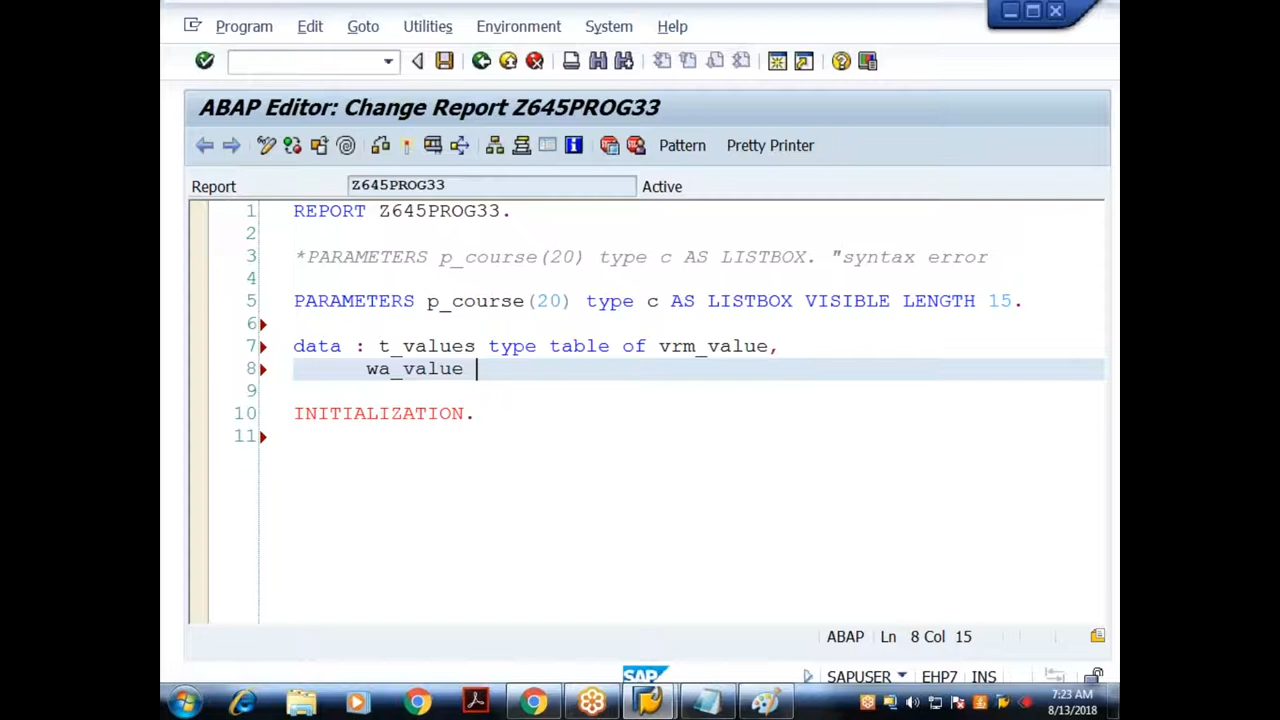 Program Edit Goto Utilities Environment System Help
ABAP Editor: Change Report Z645PROG33
Pattern Pretty Printer
Report Z645PROG33 Active
1 REPORT Z645PROG33.
2
3 *PARAMETERS p_course(20) type c AS LISTBOX. "syntax error
4
5 PARAMETERS p_course(20) type c AS LISTBOX VISIBLE LENGTH 15.
6
7 data : t_values type table of vrm_value,
8 wa_value
9
10 INITIALIZATION.
11
ABAP Ln 8 Col 15
SAP SAPUSER EHP7 INS
7:23 AM
8/13/2018